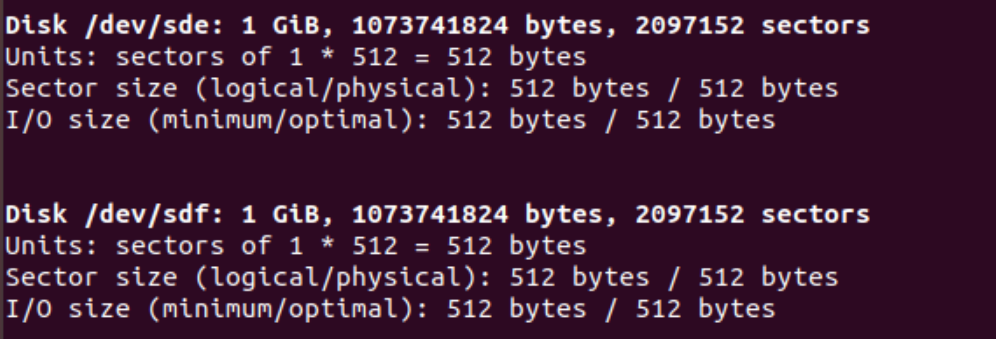 Disk /dev/sde: 1 GiB, 1073741824 bytes, 2097152 sectors
Units: sectors of 1 * 512 = 512 bytes
Sector size (logical/physical): 512 bytes / 512 bytes
I/O size (minimum/optimal): 512 bytes / 512 bytes
Disk /dev/sdf: 1 GiB, 1073741824 bytes, 2097152 sectors
Units: sectors of 1 * 512 = 512 bytes
Sector size (logical/physical): 512 bytes / 512 bytes
I/O size (minimum/optimal): 512 bytes / 512 bytes